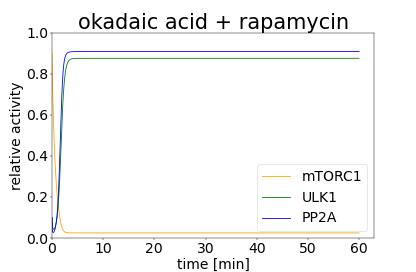 okadaic acid + rapamycin
relative activity
1.0
0.8
0.6
0.4
0.2
0.0
mTORC1
ULK1
PP2A
0 10 20 30 40 50 60
time [min]